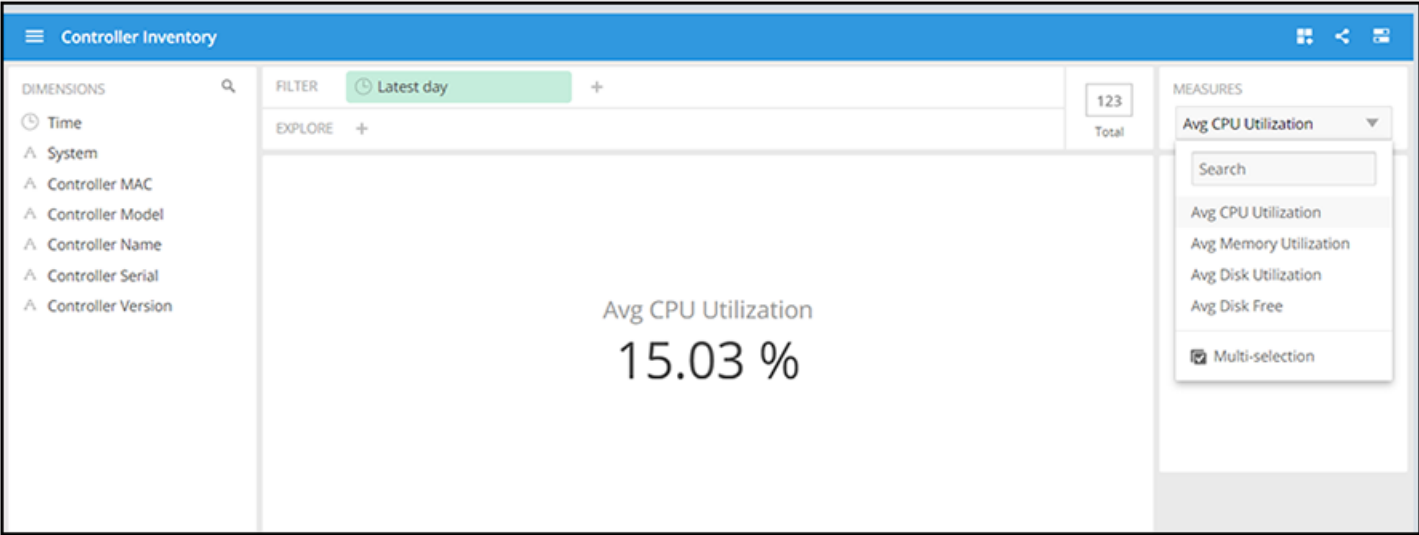 Controller Inventory
DIMENSIONS
Time
A System
A Controller MAC
A Controller Model
A Controller Name
A Controller Serial
A Controller Version
FILTER Latest day +
EXPLORE +
123
Total
Avg CPU Utilization
15.03 %
MEASURES
Avg CPU Utilization
Search
Avg CPU Utilization
Avg Memory Utilization
Avg Disk Utilization
Avg Disk Free
Multi-selection